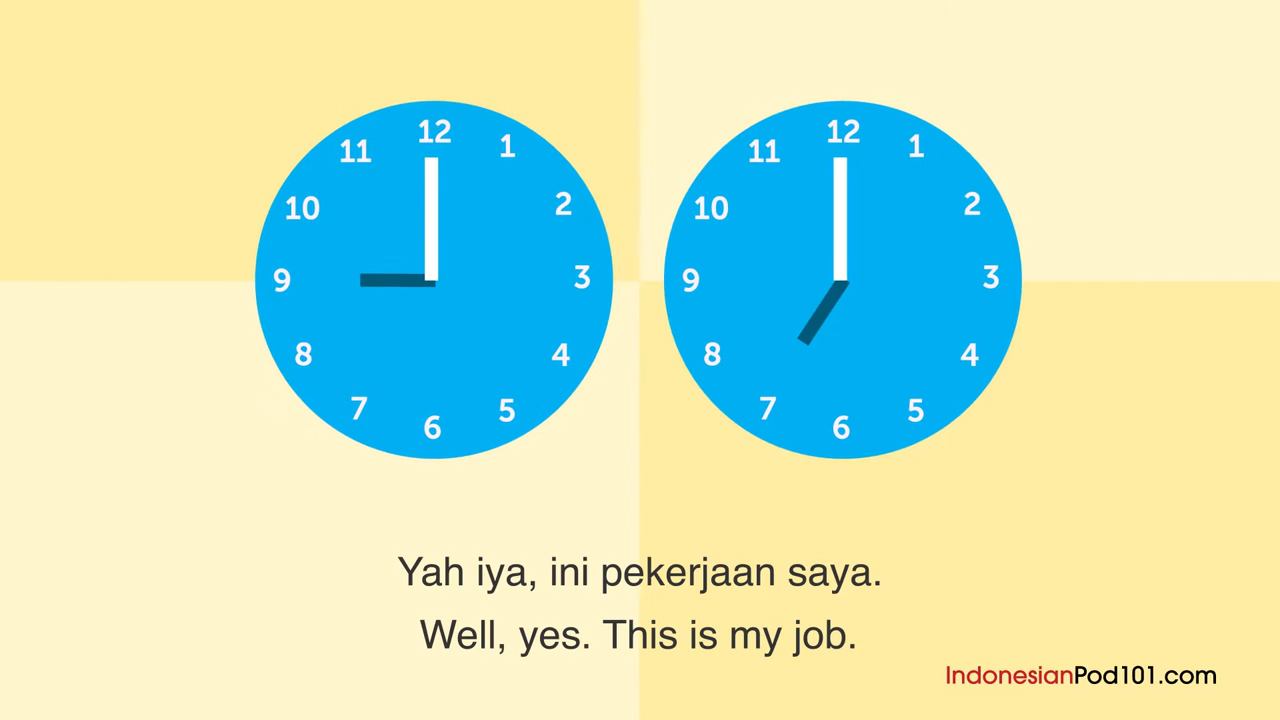 12 12
11 1 11 1
10 2 10 2
9 3 9 3
8 4 8 4
7 5 7 5
6 6
Yah iya, ini pekerjaan saya.
Well, yes. This is my job.
IndonesianPod101.com